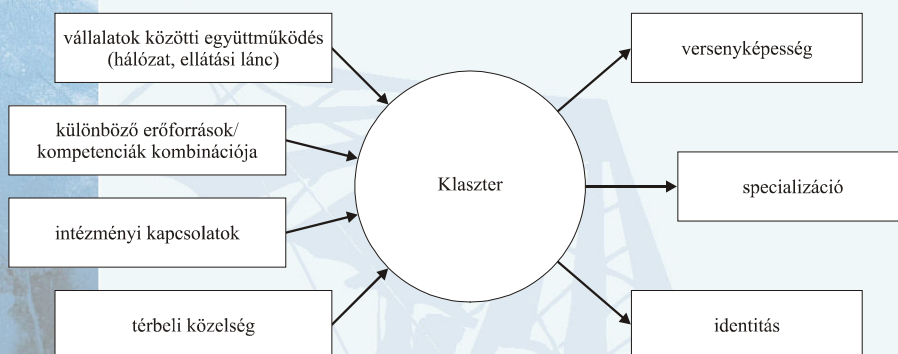 vállalatok közötti együttműködés
(hálózat, ellátási lánc)
különböző erőforrások/
kompetenciák kombinációja
intézményi kapcsolatok
térbeli közelség
Klaszter
versenyképesség
specializáció
identitás